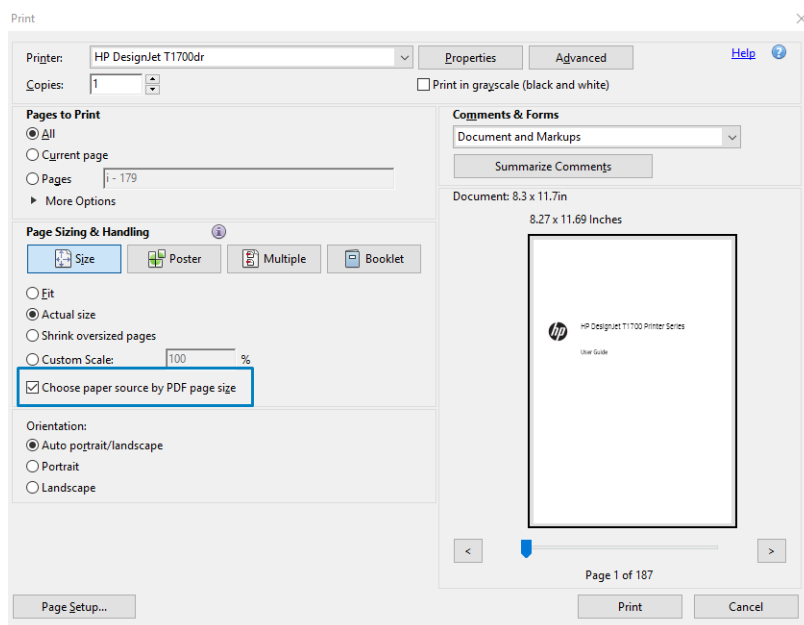 Print
Printer: HP DesignJet T1700dr Properties Advanced Help
Copies: 1 Print in grayscale (black and white)
Pages to Print
All
Current page
Pages i - 179
More Options
Page Sizing & Handling
Size Poster Multiple Booklet
Fit
Actual size
Shrink oversized pages
Custom Scale: 100 %
Choose paper source by PDF page size
Orientation:
Auto portrait/landscape
Portrait
Landscape
Comments & Forms
Document and Markups
Summarize Comments
Document: 8.3 x 11.7in
8.27 x 11.69 Inches
hp HP DesignJet T1700 Printer Series
User Guide
< >
Page 1 of 187
Page Setup... Print Cancel